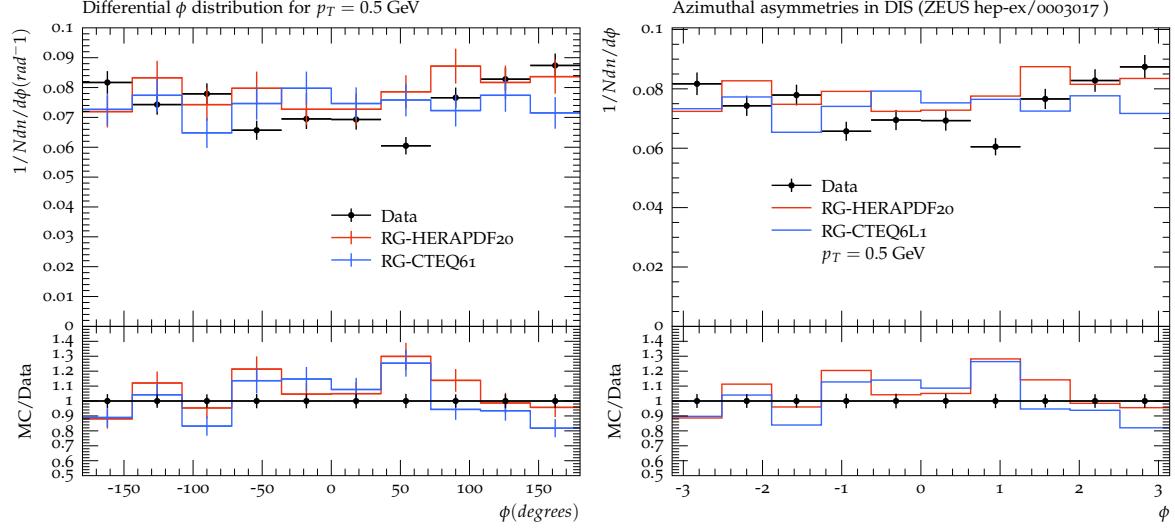 Differential ϕ distribution for p_T = 0.5 GeV
1/Ndn/dϕ(rad⁻¹)
0.1
0.09
0.08
0.07
0.06
0.05
0.04
0.03
0.02
0.01
0
Data
RG-HERAPDF20
RG-CTEQ61
MC/Data
1.4
1.3
1.2
1.1
1
0.9
0.8
0.7
0.6
0.5
-150 -100 -50 0 50 100 150
ϕ(degrees)
Azimuthal asymmetries in DIS (ZEUS hep-ex/0003017 )
1/Ndn/dϕ
0.1
0.08
0.06
0.04
0.02
0
Data
RG-HERAPDF20
RG-CTEQ6L1
p_T = 0.5 GeV
MC/Data
1.4
1.3
1.2
1.1
1
0.9
0.8
0.7
0.6
0.5
-3 -2 -1 0 1 2 3
ϕ